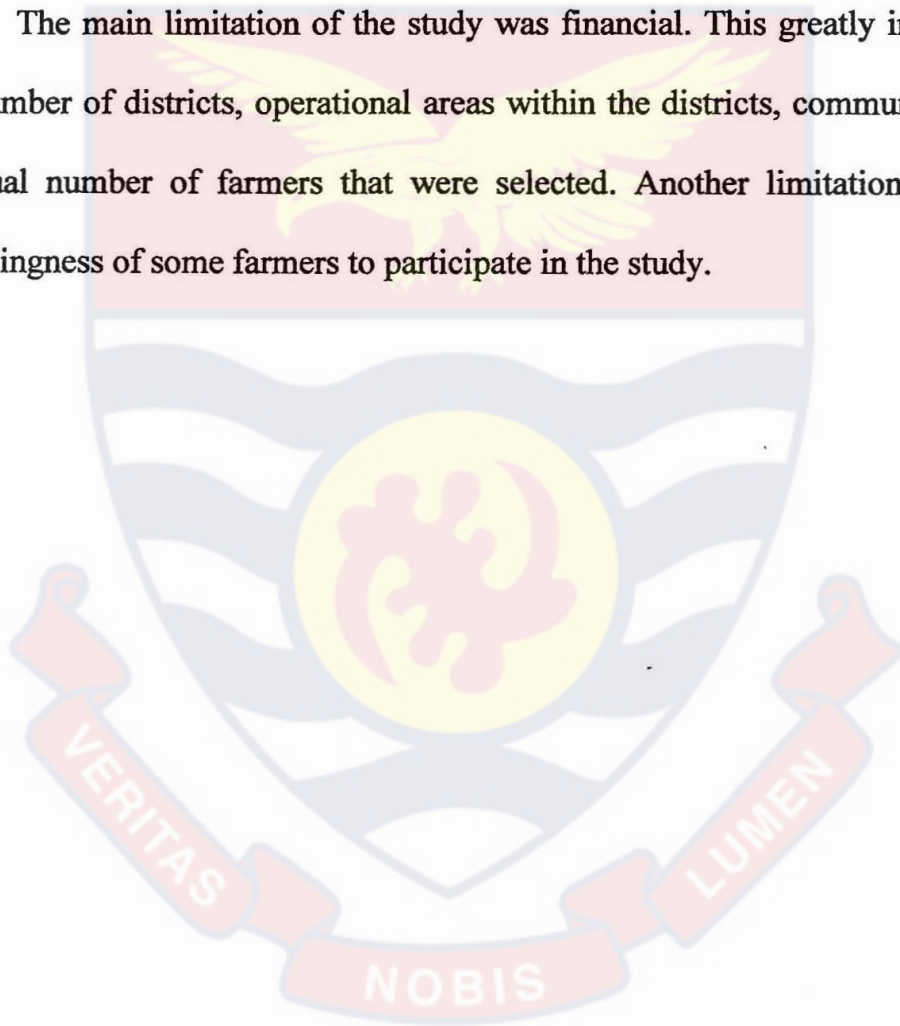 The main limitation of the study was financial. This greatly
of districts, operational areas within the districts,
number of farmers that were selected. Another limitation
of some farmers to participate in the study.
VERITAS
NOBIS
LUMEN